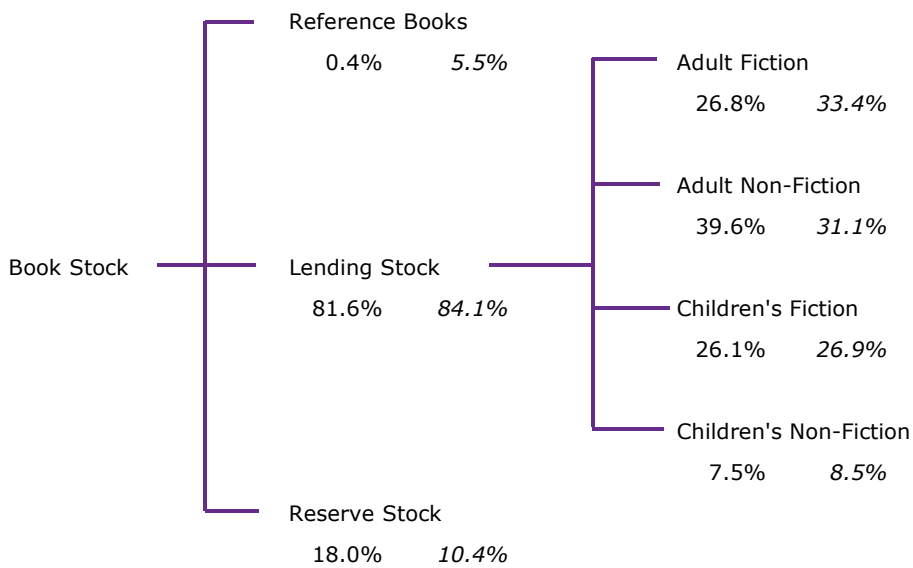 Reference Books
0.4% 5.5%
Adult Fiction
26.8% 33.4%
Adult Non-Fiction
39.6% 31.1%
Book Stock
Lending Stock
81.6% 84.1%
Children's Fiction
26.1% 26.9%
Children's Non-Fiction
7.5% 8.5%
Reserve Stock
18.0% 10.4%